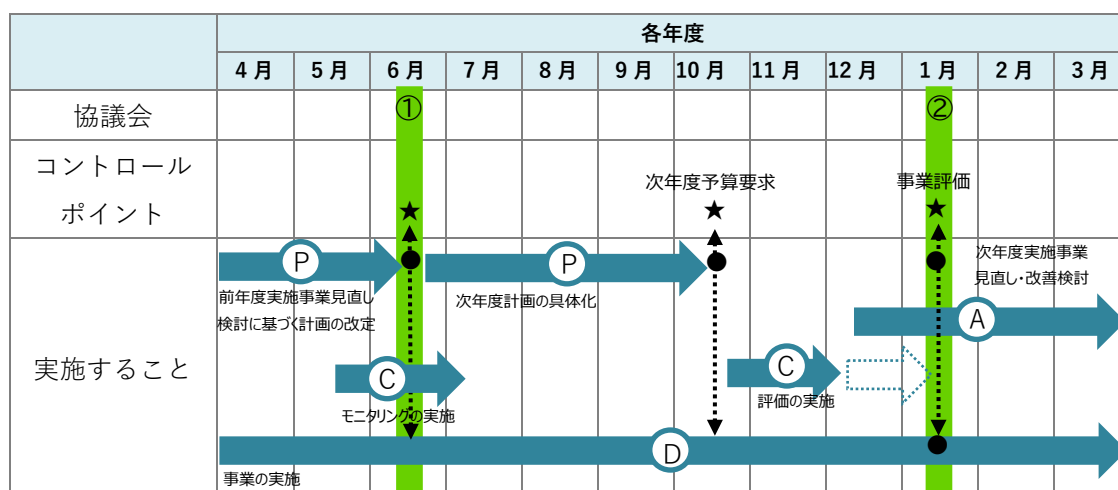 各年度
4月 5月 6月 7月 8月 9月 10月 11月 12月 1月 2月 3月
協議会
① ②
コントロール
ポイント
次年度予算要求
事業評価
★ ★ ★
実施すること
P
P
前年度実施事業見直し
検討に基づく計画の改定
次年度計画の具体化
次年度実施事業
見直し・改善検討
A
C
モニタリングの実施
C
評価の実施
D
事業の実施